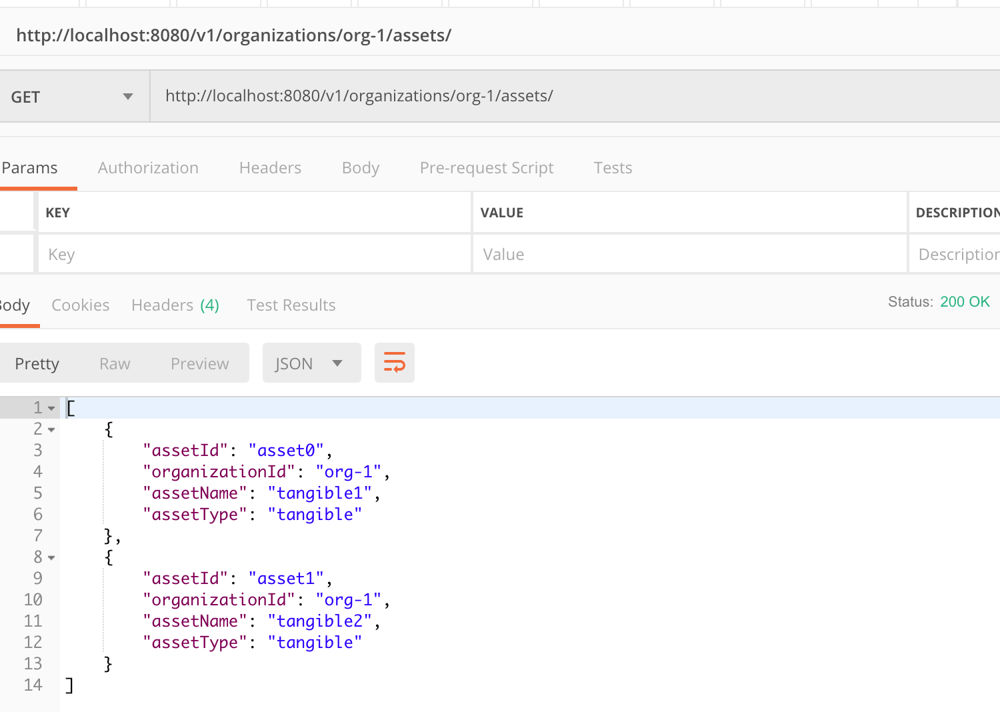 http://localhost:8080/v1/organizations/org-1/assets/
GET http://localhost:8080/v1/organizations/org-1/assets/
Params Authorization Headers Body Pre-request Script Tests
KEY VALUE DESCRIPTION
Key Value Description
Body Cookies Headers (4) Test Results Status: 200 OK
Pretty Raw Preview JSON
1 [
2 {
3 "assetId": "asset0",
4 "organizationId": "org-1",
5 "assetName": "tangible1",
6 "assetType": "tangible"
7 },
8 {
9 "assetId": "asset1",
10 "organizationId": "org-1",
11 "assetName": "tangible2",
12 "assetType": "tangible"
13 }
14 ]